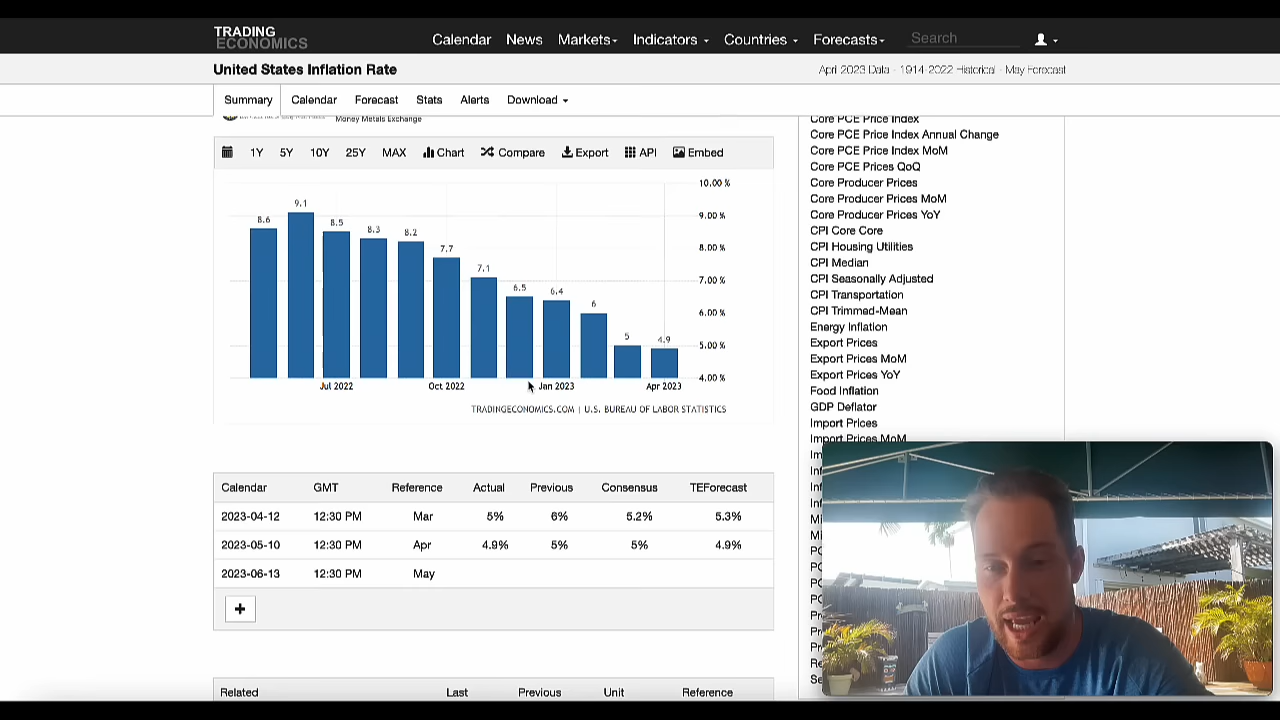 TRADING
ECONOMICS
Calendar News Markets Indicators Countries Forecasts Search
United States Inflation Rate
April 2023 Data - 1914-2022 Historical - May Forecast
Summary Calendar Forecast Stats Alerts Download
Money Metals Exchange
1Y 5Y 10Y 25Y MAX Chart Compare Export API Embed
10.00 %
9.00 %
8.00 %
7.00 %
6.00 %
5.00 %
4.00 %
8.6
9.1
8.5
8.3
8.2
7.7
7.1
6.5
6.4
6
5
4.9
Jul 2022 Oct 2022 Jan 2023 Apr 2023
TRADINGECONOMICS.COM | U.S. BUREAU OF LABOR STATISTICS
Calendar GMT Reference Actual Previous Consensus TEForecast
2023-04-12 12:30 PM Mar 5% 6% 5.2% 5.3%
2023-05-10 12:30 PM Apr 4.9% 5% 5% 4.9%
2023-06-13 12:30 PM May
+
Related Last Previous Unit Reference
Core PCE Price Index
Core PCE Price Index Annual Change
Core PCE Price Index MoM
Core PCE Prices QoQ
Core Producer Prices
Core Producer Prices MoM
Core Producer Prices YoY
CPI Core Core
CPI Housing Utilities
CPI Median
CPI Seasonally Adjusted
CPI Transportation
CPI Trimmed-Mean
Energy Inflation
Export Prices
Export Prices MoM
Export Prices YoY
Food Inflation
GDP Deflator
Import Prices
Import Prices MoM